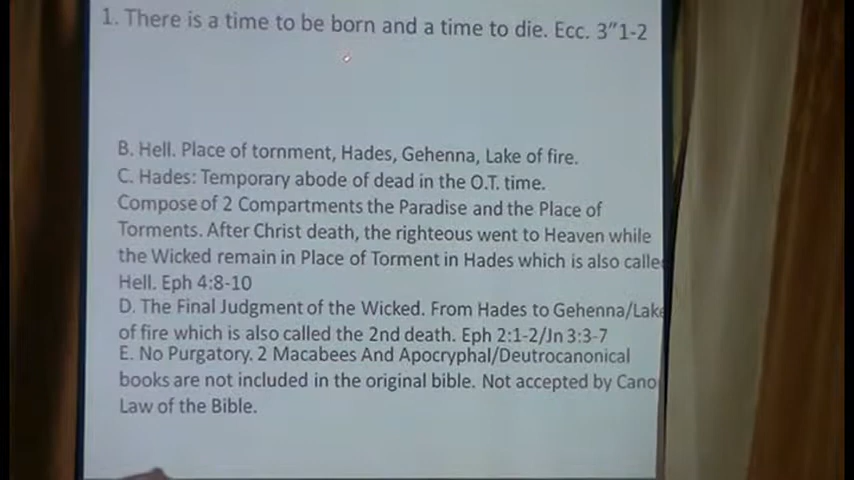 1. There is a time to be born and a time to die. Ecc. 3"1-2
B. Hell. Place of tornment, Hades, Gehenna, Lake of fire.
C. Hades: Temporary abode of dead in the O.T. time.
Compose of 2 Compartments the Paradise and the Place of
Torments. After Christ death, the righteous went to Heaven while
the Wicked remain in Place of Torment in Hades which is also calle
Hell. Eph 4:8-10
D. The Final Judgment of the Wicked. From Hades to Gehenna/Lake
of fire which is also called the 2nd death. Eph 2:1-2/Jn 3:3-7
E. No Purgatory. 2 Macabees And Apocryphal/Deutrocanonical
books are not included in the original bible. Not accepted by Cano
Law of the Bible.